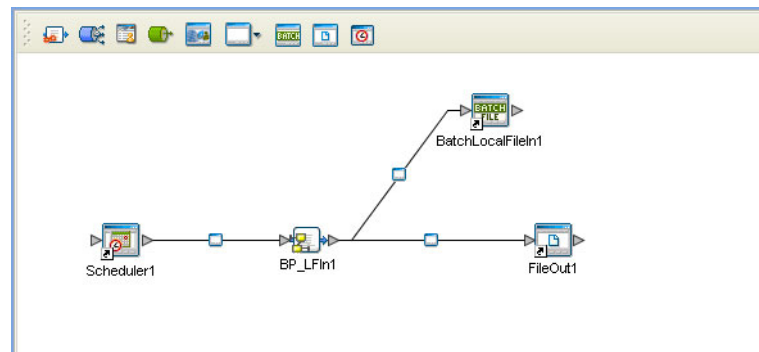 BATCH
BATCH
FILE
BatchLocalFileIn1
Scheduler1
BP_LFIn1
FileOut1